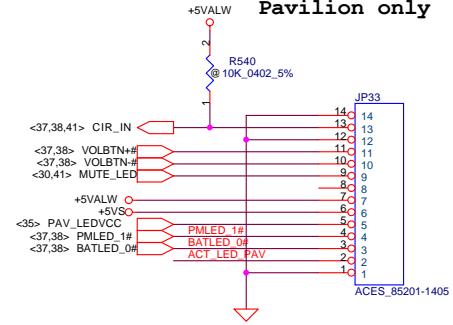 +5VALW
Pavilion only
2
R540
@ 10K_0402_5%
1
JP33
<37,38,41> CIR_IN
<37,38> VOLBTN+#
<37,38> VOLBTN-#
<30,41> MUTE_LED
+5VALW
+5VS
<35> PAV_LEDVCC
<37,38> PMLED_1#
<37,38> BATLED_0#
PMLED_1#
BATLED_0#
ACT_LED_PAV
14 14
13 13
12 12
11 11
10 10
9 9
8 8
7 7
6 6
5 5
4 4
3 3
2 2
1 1
ACES_85201-1405